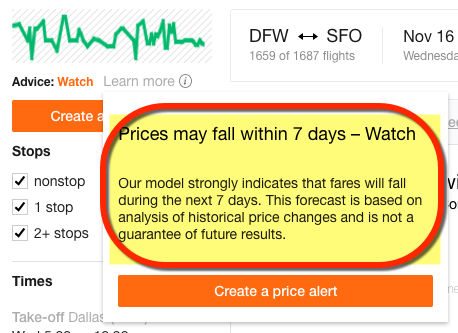 DFW ↔ SFO
Nov 16
1659 of 1687 flights
Wednesda
Advice: Watch Learn more ⓘ
Create a
Prices may fall within 7 days – Watch
Stops
nonstop
1 stop
2+ stops
Our model strongly indicates that fares will fall
during the next 7 days. This forecast is based on
analysis of historical price changes and is not a
guarantee of future results.
Create a price alert
Times
Take-off Dallas